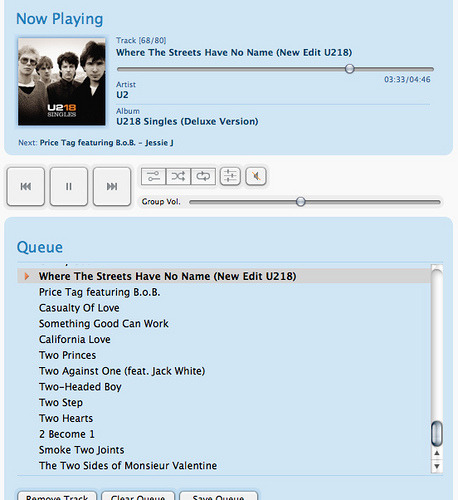 Now Playing
Track [68/80]
Where The Streets Have No Name (New Edit U218)
03:33/04:46
Artist
U2
Album
U218 Singles (Deluxe Version)
U218
SINGLES
Next: Price Tag featuring B.o.B. - Jessie J
Group Vol.
Queue
Where The Streets Have No Name (New Edit U218)
Price Tag featuring B.o.B.
Casualty Of Love
Something Good Can Work
California Love
Two Princes
Two Against One (feat. Jack White)
Two-Headed Boy
Two Step
Two Hearts
2 Become 1
Smoke Two Joints
The Two Sides of Monsieur Valentine
Remove Track Clear Queue Save Queue